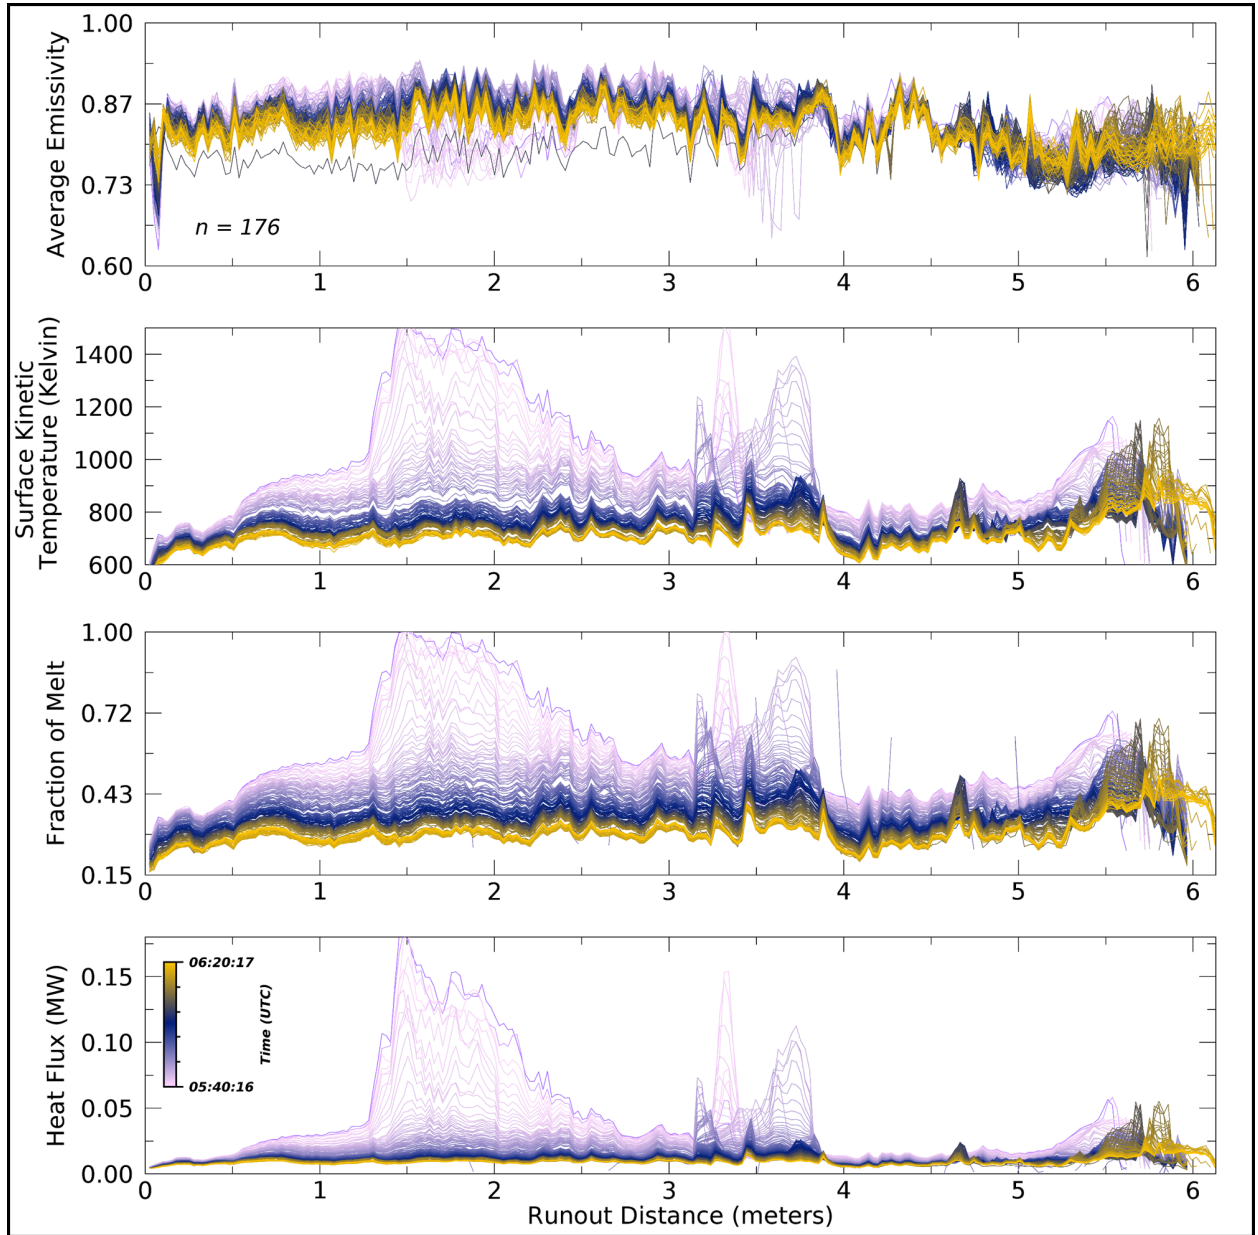 1.00
0.87
0.73
0.60
Average Emissivity
n = 176
0 1 2 3 4 5 6
1400
1200
1000
800
600
Surface Kinetic
Temperature (Kelvin)
0 1 2 3 4 5 6
1.00
0.72
0.43
0.15
Fraction of Melt
0 1 2 3 4 5 6
0.15
0.10
0.05
0.00
Heat Flux (MW)
06:20:17
Time (UTC)
05:40:16
0 1 2 3 4 5 6
Runout Distance (meters)